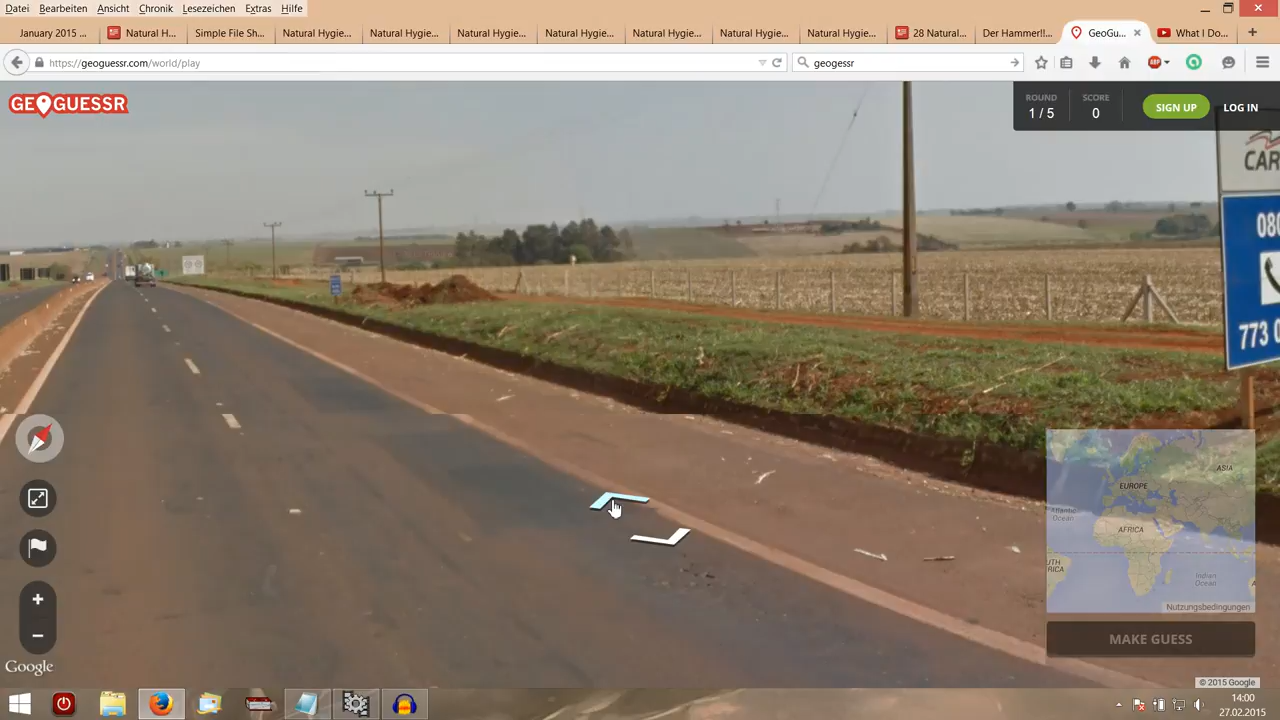 Datei Bearbeiten Ansicht Chronik Lesezeichen Extras Hilfe
January 2015 ... Natural H... Simple File Sh... Natural Hygie... Natural Hygie... Natural Hygie... Natural Hygie... Natural Hygie... Natural Hygie... Natural Hygie... 28 Natural... Der Hammer!!... GeoGu... What I Do...
https://geoguessr.com/world/play geoguessr
GEOGUESSR
ROUND SCORE
1 / 5 0
SIGN UP LOG IN
CAR
080
773 0
EUROPE
ASIA
Atlantic
Ocean
AFRICA
UTH
RICA
Indian
Ocean
Nutzungsbedingungen
MAKE GUESS
Google
© 2015 Google
14:00
27.02.2015